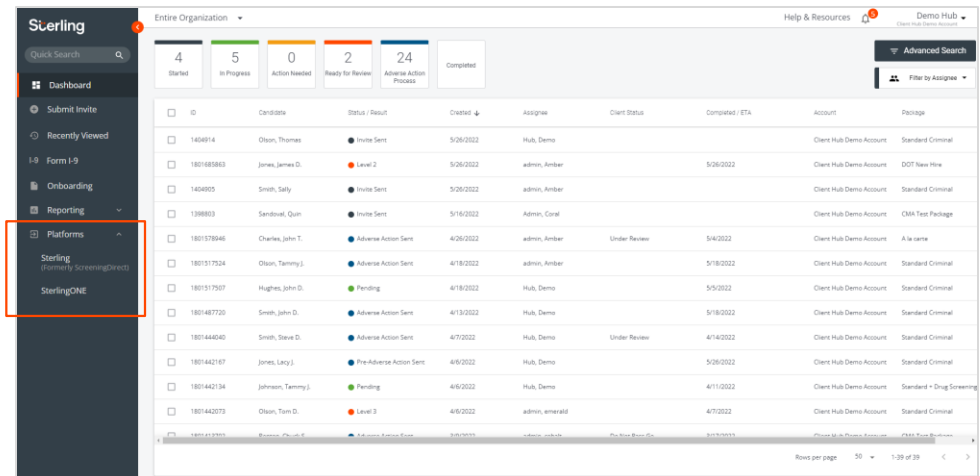 Sterling
Quick Search
Dashboard
Submit Invite
Recently Viewed
I-9 Form I-9
Onboarding
Reporting
Platforms
Sterling
(Formerly ScreeningDirect)
SterlingONE
Entire Organization
Help & Resources
5
Demo Hub
Client Hub Demo Account
4
Started
5
In Progress
0
Action Needed
2
Ready for Review
24
Adverse Action
Process
Completed
Advanced Search
Filter by Assignee
ID Candidate Status / Result Created Assignee Client Status Completed / ETA Account Package
1404914 Olson, Thomas Invite Sent 5/26/2022 Hub, Demo Client Hub Demo Account Standard Criminal
1801685863 Jones, James D. Level 2 5/26/2022 admin, Amber 5/26/2022 Client Hub Demo Account DOT New Hire
1404905 Smith, Sally Invite Sent 5/26/2022 admin, Amber Client Hub Demo Account Standard Criminal
1398803 Sandoval, Quin Invite Sent 5/16/2022 Admin, Coral Client Hub Demo Account CMA Test Package
1801578946 Charles, John T. Adverse Action Sent 4/26/2022 admin, Amber Under Review 5/4/2022 Client Hub Demo Account A la carte
1801517524 Olson, Tammy J. Adverse Action Sent 4/18/2022 admin, Amber 5/18/2022 Client Hub Demo Account Standard Criminal
1801517507 Hughes, John D. Pending 4/18/2022 Hub, Demo 5/5/2022 Client Hub Demo Account Standard Criminal
1801487720 Smith, John D. Adverse Action Sent 4/13/2022 Hub, Demo 5/18/2022 Client Hub Demo Account Standard Criminal
1801444040 Smith, Steve D. Adverse Action Sent 4/7/2022 Hub, Demo Under Review 4/14/2022 Client Hub Demo Account Standard Criminal
1801442167 Jones, Lacy J. Pre-Adverse Action Sent 4/6/2022 Hub, Demo 5/26/2022 Client Hub Demo Account Standard Criminal
1801442134 Johnson, Tammy J. Pending 4/6/2022 Hub, Demo 4/11/2022 Client Hub Demo Account Standard + Drug Screening
1801442073 Olson, Tom D. Level 3 4/6/2022 admin, emerald 4/7/2022 Client Hub Demo Account Standard Criminal
Adverse Action Sent Client Hub Demo Account CMA Test Package
Rows per page 50 1-39 of 39